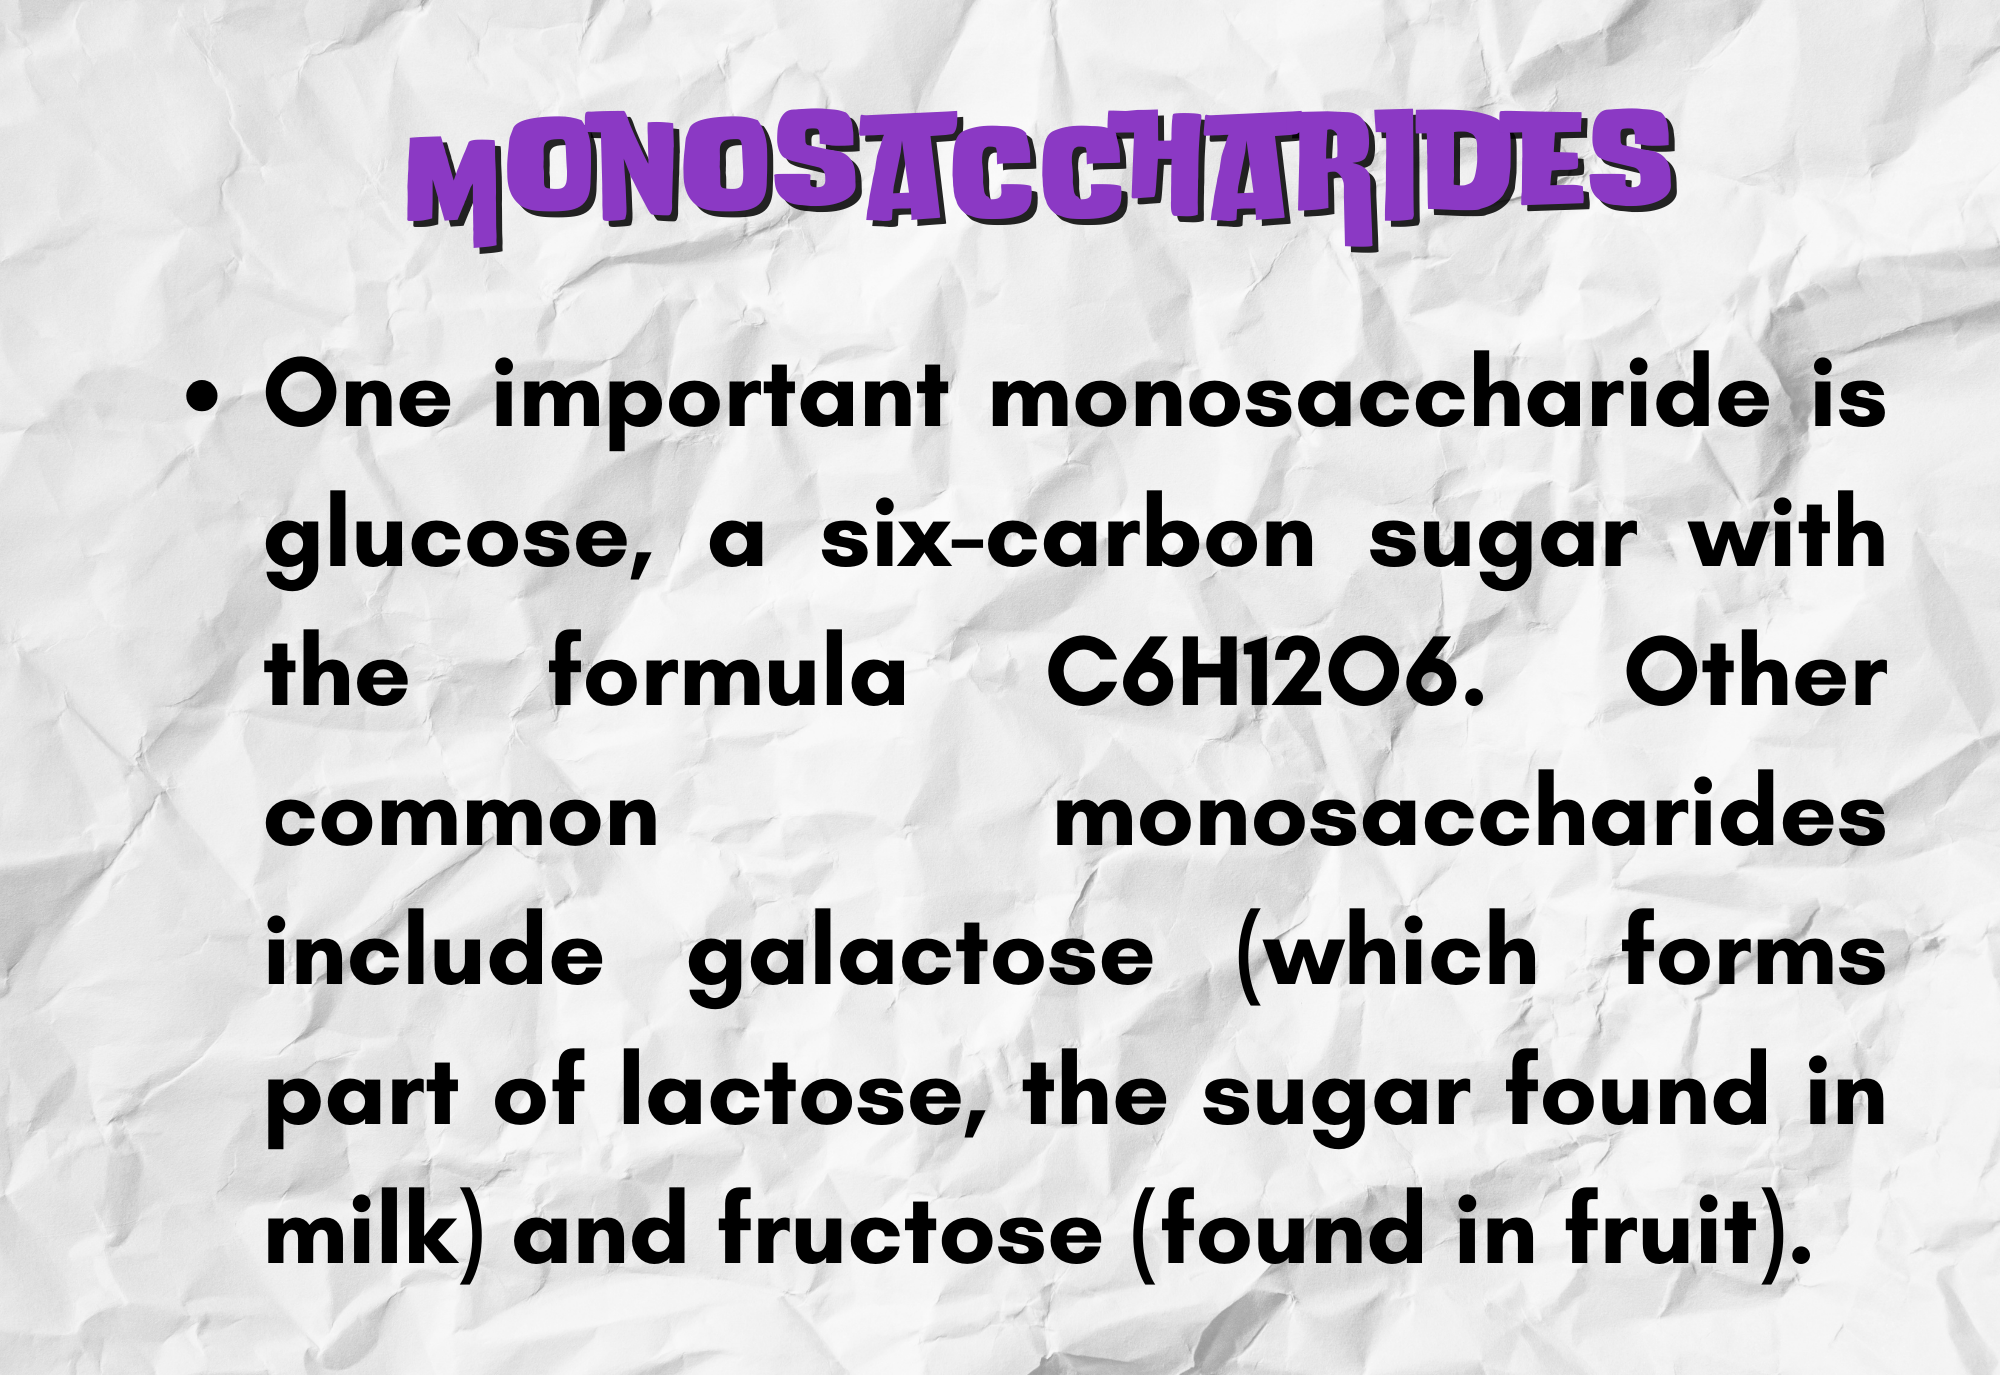 MONOSACCHARIDES
• One important monosaccharide is
glucose, a six-carbon sugar with
the formula C6H12O6. Other
common monosaccharides
include galactose (which forms
part of lactose, the sugar found in
milk) and fructose (found in fruit).